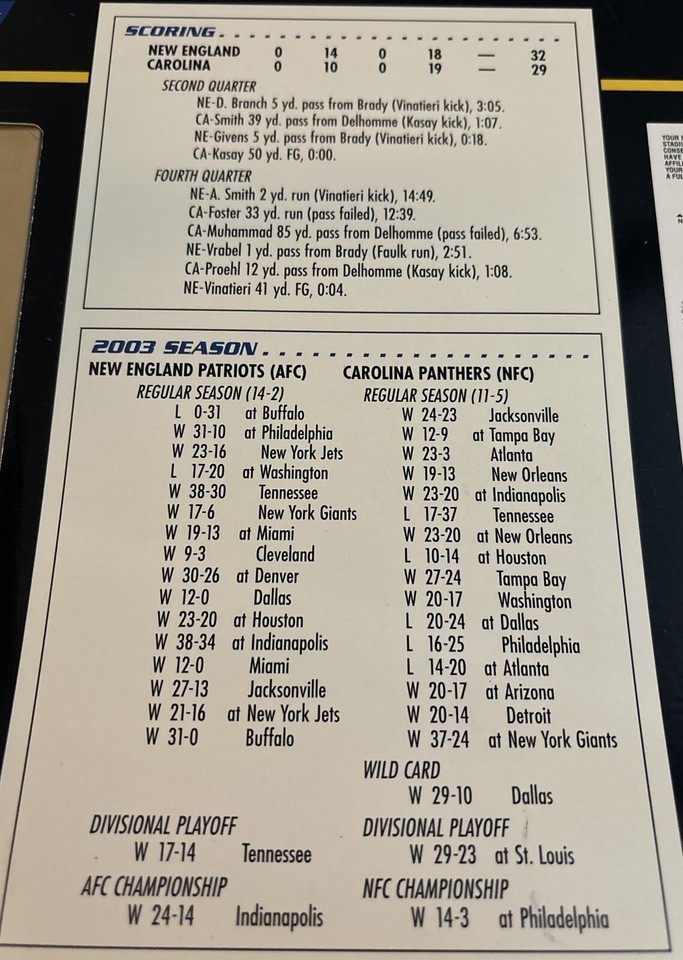 SCORING. . . . . . . . . . . . . . . . . . . . . . . . . .
NEW ENGLAND 0 14 0 18 — 32
CAROLINA 0 10 0 19 — 29
SECOND QUARTER
NE-D. Branch 5 yd. pass from Brady (Vinatieri kick), 3:05.
CA-Smith 39 yd. pass from Delhomme (Kasay kick), 1:07.
NE-Givens 5 yd. pass from Brady (Vinatieri kick), 0:18.
CA-Kasay 50 yd. FG, 0:00.
FOURTH QUARTER
NE-A. Smith 2 yd. run (Vinatieri kick), 14:49.
CA-Foster 33 yd. run (pass failed), 12:39.
CA-Muhammad 85 yd. pass from Delhomme (pass failed), 6:53.
NE-Vrabel 1 yd. pass from Brady (Faulk run), 2:51.
CA-Proehl 12 yd. pass from Delhomme (Kasay kick), 1:08.
NE-Vinatieri 41 yd. FG, 0:04.
2003 SEASON. . . . . . . . . . . . . . . . . . . . . . . .
NEW ENGLAND PATRIOTS (AFC)
REGULAR SEASON (14-2)
L 0-31 at Buffalo
W 31-10 at Philadelphia
W 23-16 New York Jets
L 17-20 at Washington
W 38-30 Tennessee
W 17-6 New York Giants
W 19-13 at Miami
W 9-3 Cleveland
W 30-26 at Denver
W 12-0 Dallas
W 23-20 at Houston
W 38-34 at Indianapolis
W 12-0 Miami
W 27-13 Jacksonville
W 21-16 at New York Jets
W 31-0 Buffalo
DIVISIONAL PLAYOFF
W 17-14 Tennessee
AFC CHAMPIONSHIP
W 24-14 Indianapolis
CAROLINA PANTHERS (NFC)
REGULAR SEASON (11-5)
W 24-23 Jacksonville
W 12-9 at Tampa Bay
W 23-3 Atlanta
W 19-13 New Orleans
W 23-20 at Indianapolis
L 17-37 Tennessee
W 23-20 at New Orleans
L 10-14 at Houston
W 27-24 Tampa Bay
W 20-17 Washington
L 20-24 at Dallas
L 16-25 Philadelphia
L 14-20 at Atlanta
W 20-17 at Arizona
W 20-14 Detroit
W 37-24 at New York Giants
WILD CARD
W 29-10 Dallas
DIVISIONAL PLAYOFF
W 29-23 at St. Louis
NFC CHAMPIONSHIP
W 14-3 at Philadelphia
YOUR
STADI
CONSE
HAVE
AFFIL
YOUR
A FUL